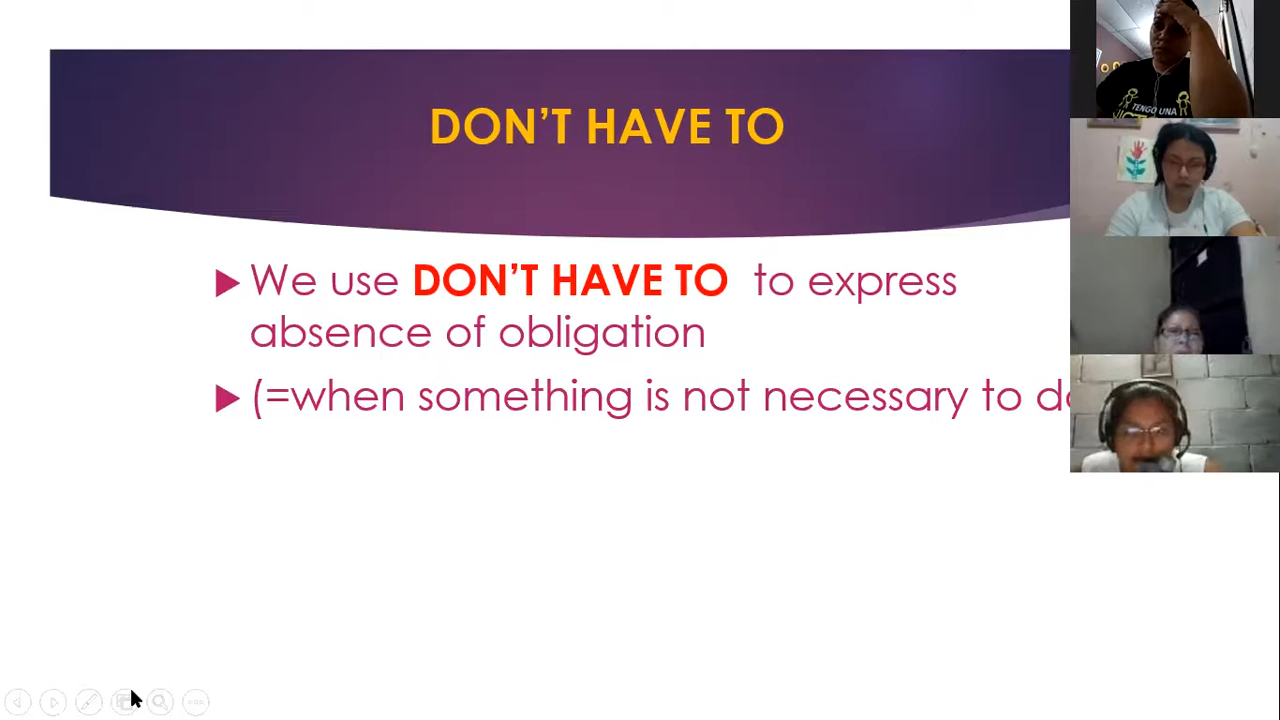 DON'T HAVE TO
We use DON'T HAVE TO to express
absence of obligation
(=when something is not necessary to
TENGO UNA